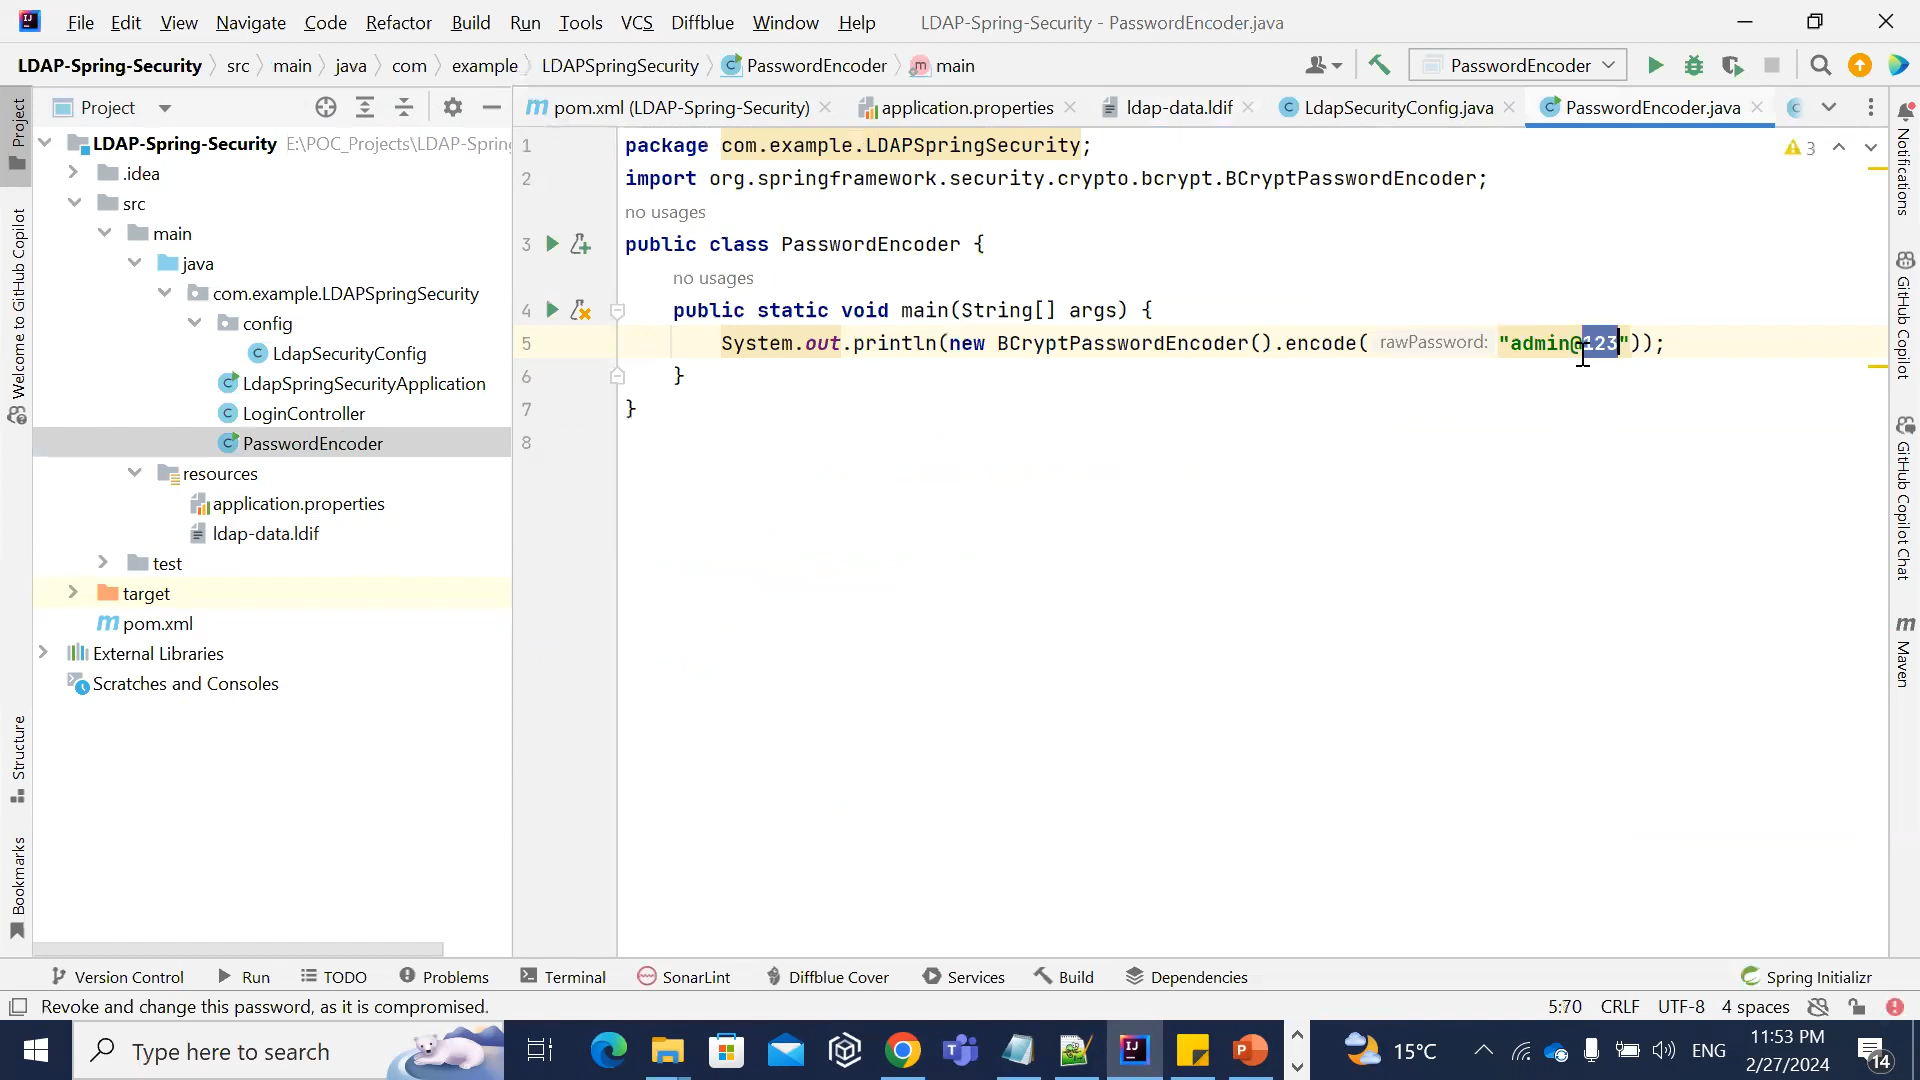 File Edit View Navigate Code Refactor Build Run Tools VCS Diffblue Window Help LDAP-Spring-Security - PasswordEncoder.java
LDAP-Spring-Security src main java com example LDAPSpringSecurity PasswordEncoder main PasswordEncoder
Project
pom.xml (LDAP-Spring-Security) application.properties ldap-data.ldif LdapSecurityConfig.java PasswordEncoder.java
LDAP-Spring-Security E:\POC_Projects\LDAP-Spring
.idea
src
main
java
com.example.LDAPSpringSecurity
config
LdapSecurityConfig
LdapSpringSecurityApplication
LoginController
PasswordEncoder
resources
application.properties
ldap-data.ldif
test
target
pom.xml
External Libraries
Scratches and Consoles
1 package com.example.LDAPSpringSecurity;
2 import org.springframework.security.crypto.bcrypt.BCryptPasswordEncoder;
no usages
3 public class PasswordEncoder {
no usages
4 public static void main(String[] args) {
5 System.out.println(new BCryptPasswordEncoder().encode( rawPassword: "admin@123"));
6 }
7 }
8
3
Project
Welcome to GitHub Copilot
Structure
Bookmarks
Notifications
GitHub Copilot
GitHub Copilot Chat
Maven
Version Control Run TODO Problems Terminal SonarLint Diffblue Cover Services Build Dependencies Spring Initializr
Revoke and change this password, as it is compromised. 5:70 CRLF UTF-8 4 spaces
Type here to search 15°C ENG 11:53 PM
2/27/2024
14